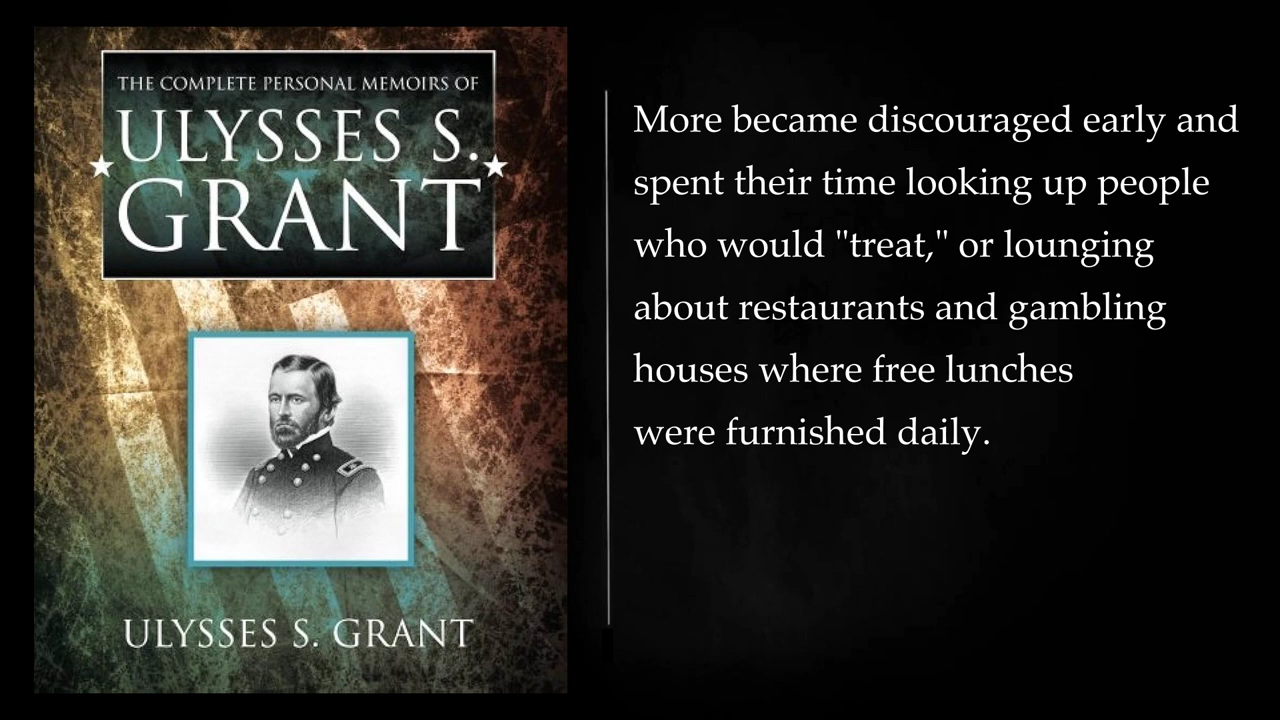 THE COMPLETE PERSONAL MEMOIRS OF
ULYSSES S.
GRANT
ULYSSES S. GRANT
More became discouraged early and
spent their time looking up people
who would "treat," or lounging
about restaurants and gambling
houses where free lunches
were furnished daily.